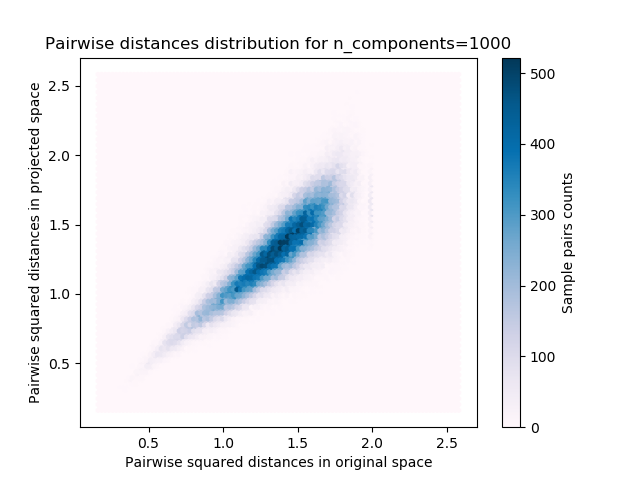 Pairwise distances distribution for n_components=1000
2.5
2.0
1.5
1.0
0.5
Pairwise squared distances in projected space
0.5 1.0 1.5 2.0 2.5
Pairwise squared distances in original space
500
400
300
200
100
0
Sample pairs counts